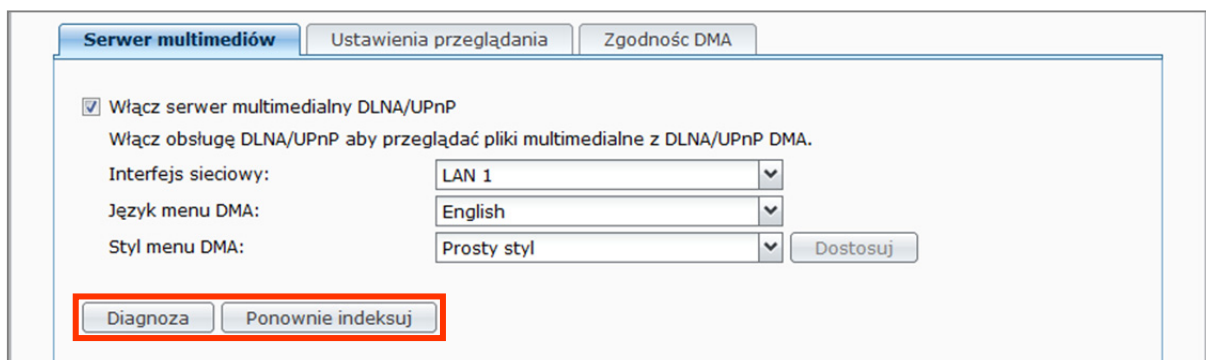 Serwer multimediów Ustawienia przeglądania Zgodnośc DMA
Włącz serwer multimedialny DLNA/UPnP
Włącz obsługę DLNA/UPnP aby przeglądać pliki multimedialne z DLNA/UPnP DMA.
Interfejs sieciowy: LAN 1
Język menu DMA: English
Styl menu DMA: Prosty styl Dostosuj
Diagnoza Ponownie indeksuj